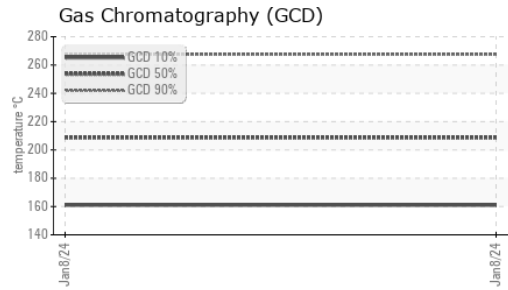 Gas Chromatography (GCD)
280
260
240
220
200
180
160
140
temperature °C
GCD 10%
GCD 50%
GCD 90%
Jan8/24
Jan8/24